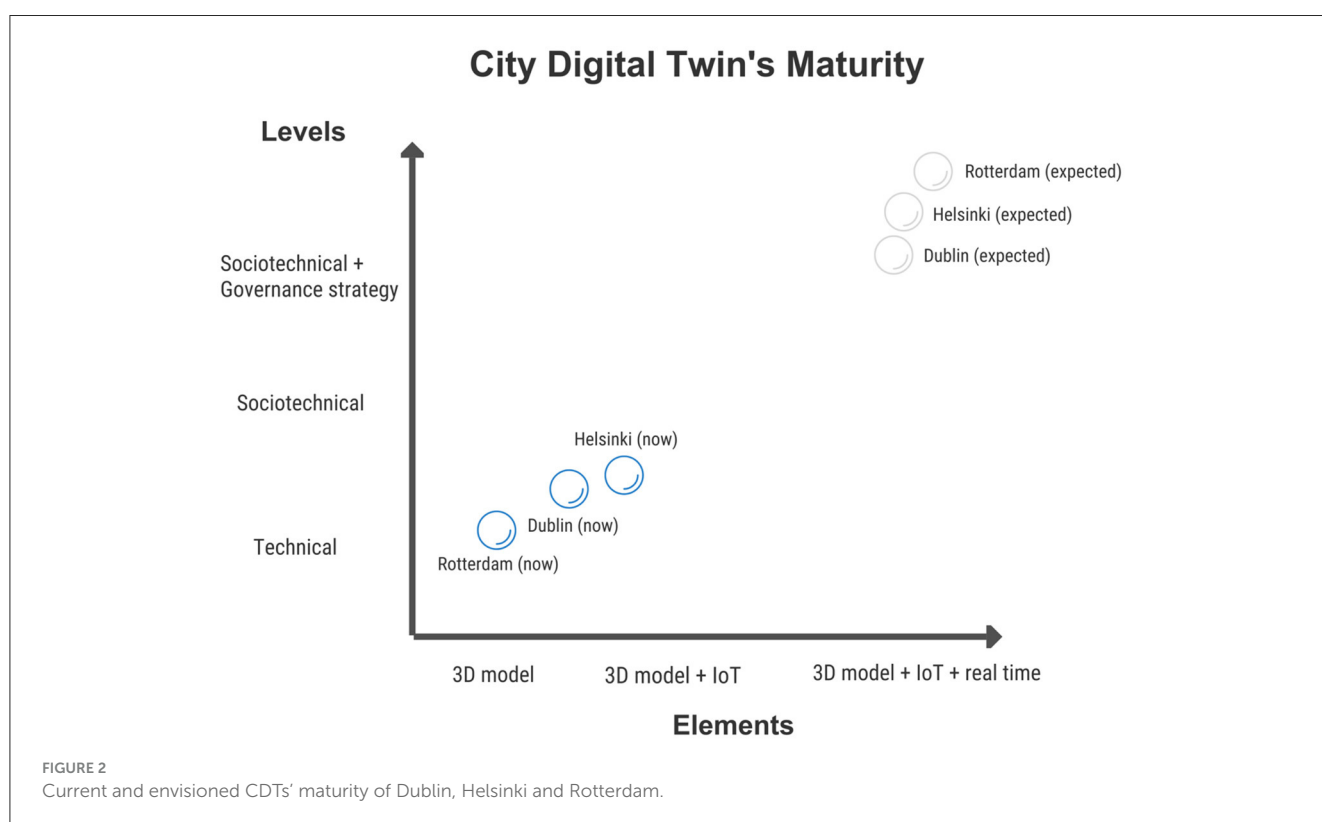 City Digital Twin's Maturity
Levels
Rotterdam (expected)
Helsinki (expected)
Dublin (expected)
Sociotechnical +
Governance strategy
Sociotechnical
Helsinki (now)
Dublin (now)
Technical
Rotterdam (now)
3D model
3D model + IoT
3D model + IoT + real time
Elements
FIGURE 2
Current and envisioned CDTs' maturity of Dublin, Helsinki and Rotterdam.